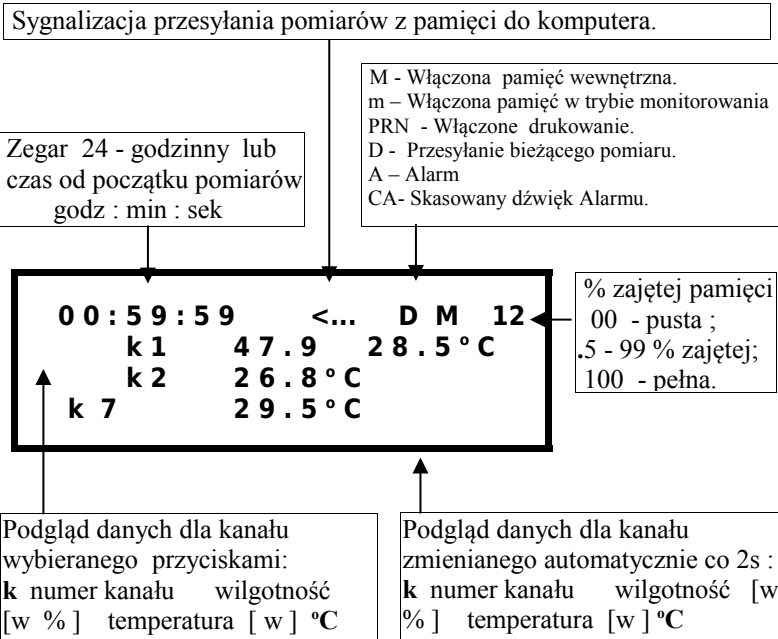 Sygnalizacja przesyłania pomiarów z pamięci do komputera.
M - Włączona pamięć wewnętrzna.
m – Włączona pamięć w trybie monitorowania
PRN - Włączone drukowanie.
D - Przesyłanie bieżącego pomiaru.
A – Alarm
CA- Skasowany dźwięk Alarmu.
Zegar 24 - godzinny lub
czas od początku pomiarów
godz : min : sek
00:59:59 <... D M 12
k1 47.9 28.5ºC
k2 26.8ºC
k 7 29.5ºC
% zajętej pamięci
00 - pusta ;
.5 - 99 % zajętej;
100 - pełna.
Podgląd danych dla kanału
wybieranego przyciskami:
k numer kanału wilgotność
[w % ] temperatura [ w ] ºC
Podgląd danych dla kanału
zmienianego automatycznie co 2s :
k numer kanału wilgotność [w
% ] temperatura [w ] ºC